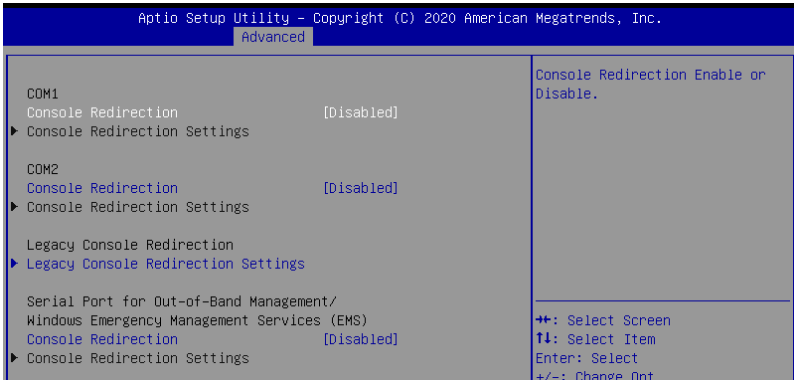 Aptio Setup Utility – Copyright (C) 2020 American Megatrends, Inc.
Advanced
COM1
Console Redirection [Disabled]
Console Redirection Settings
COM2
Console Redirection [Disabled]
Console Redirection Settings
Legacy Console Redirection
Legacy Console Redirection Settings
Serial Port for Out-of-Band Management/
Windows Emergency Management Services (EMS)
Console Redirection [Disabled]
Console Redirection Settings
Console Redirection Enable or
Disable.
→←: Select Screen
↑↓: Select Item
Enter: Select
+/-: Change Opt.